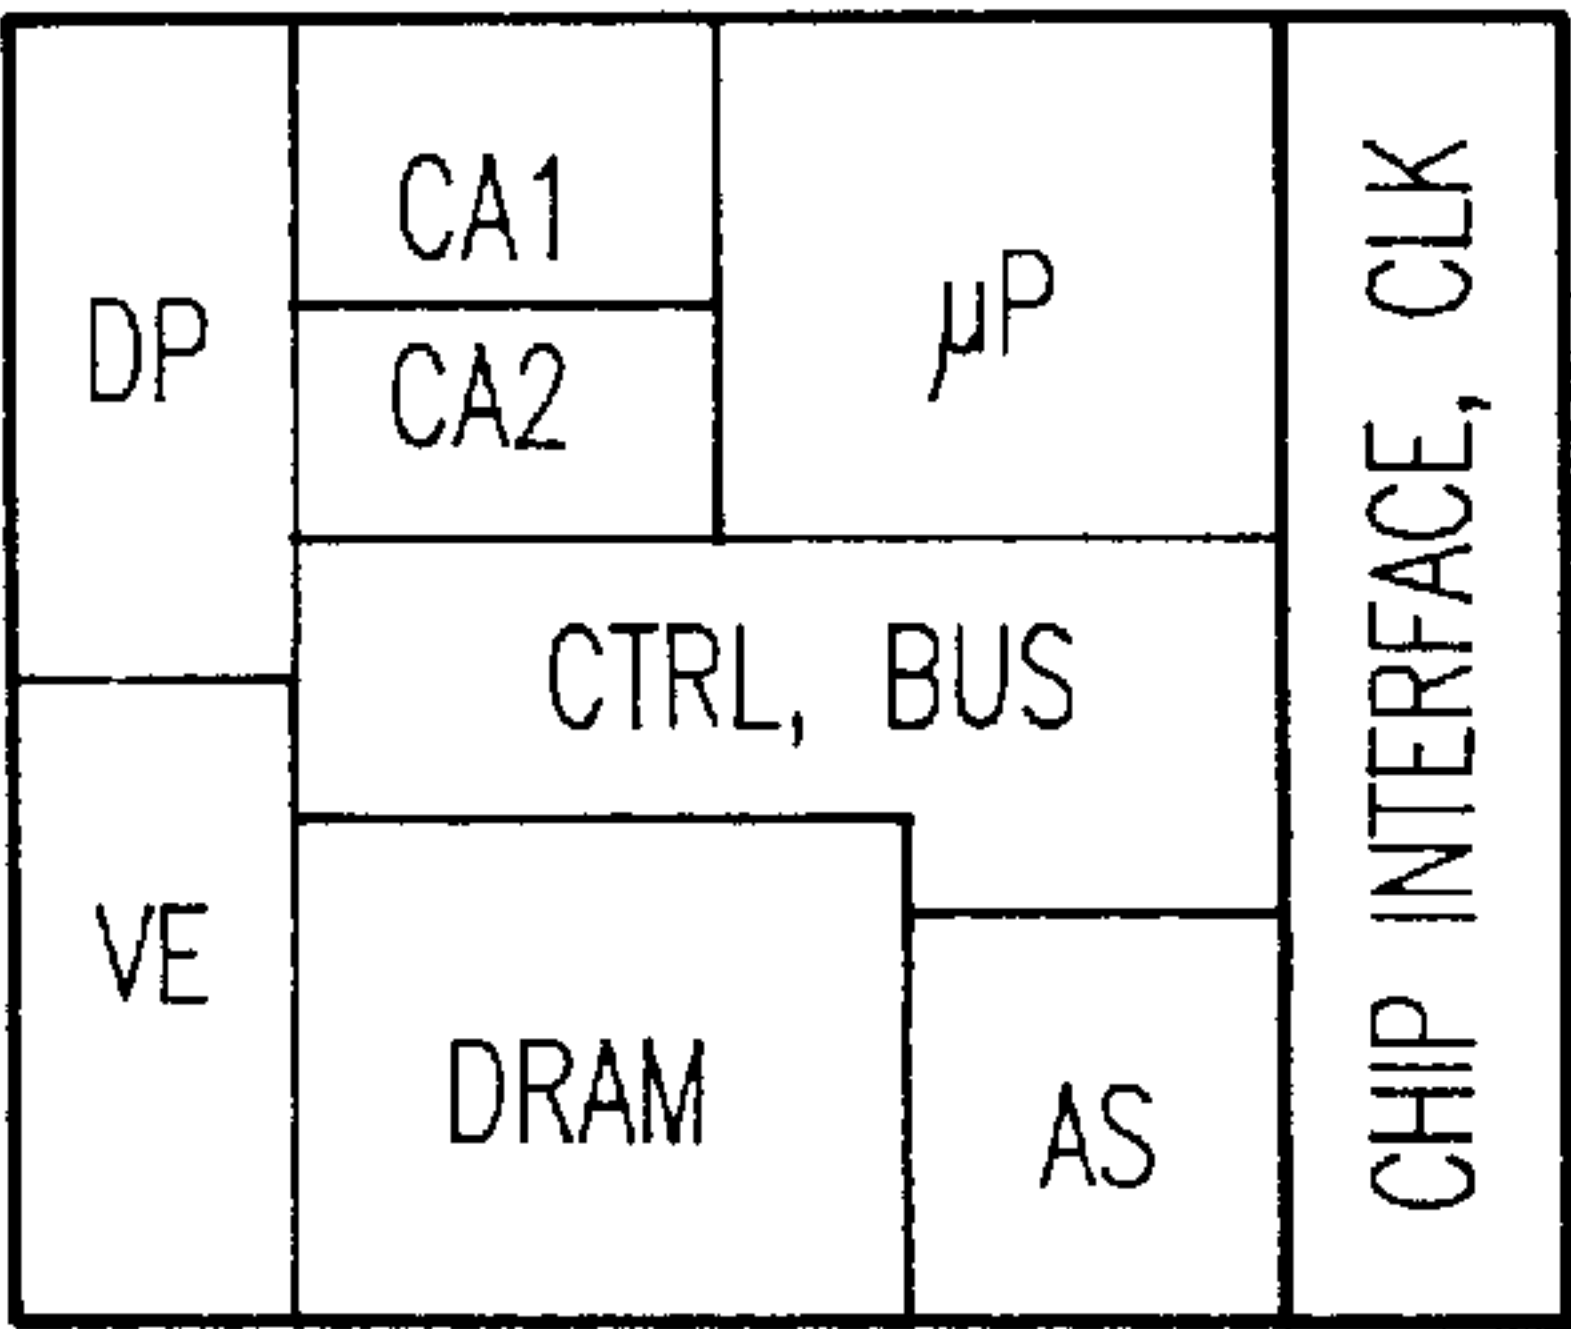 CA1
µP
DP
CA2
CTRL, BUS
VE
DRAM
AS
CHIP INTERFACE, CLK